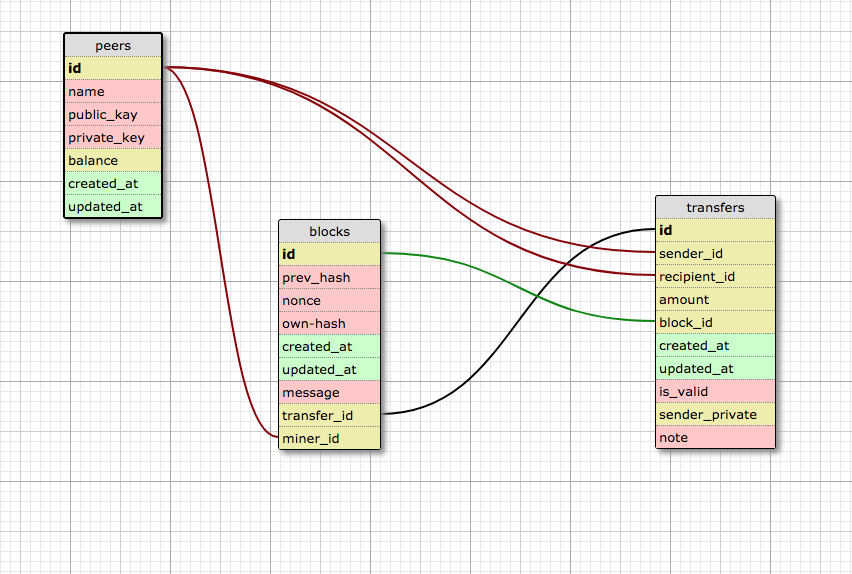 peers
id
name
public_kay
private_key
balance
created_at
updated_at
blocks
id
prev_hash
nonce
own-hash
created_at
updated_at
message
transfer_id
miner_id
transfers
id
sender_id
recipient_id
amount
block_id
created_at
updated_at
is_valid
sender_private
note